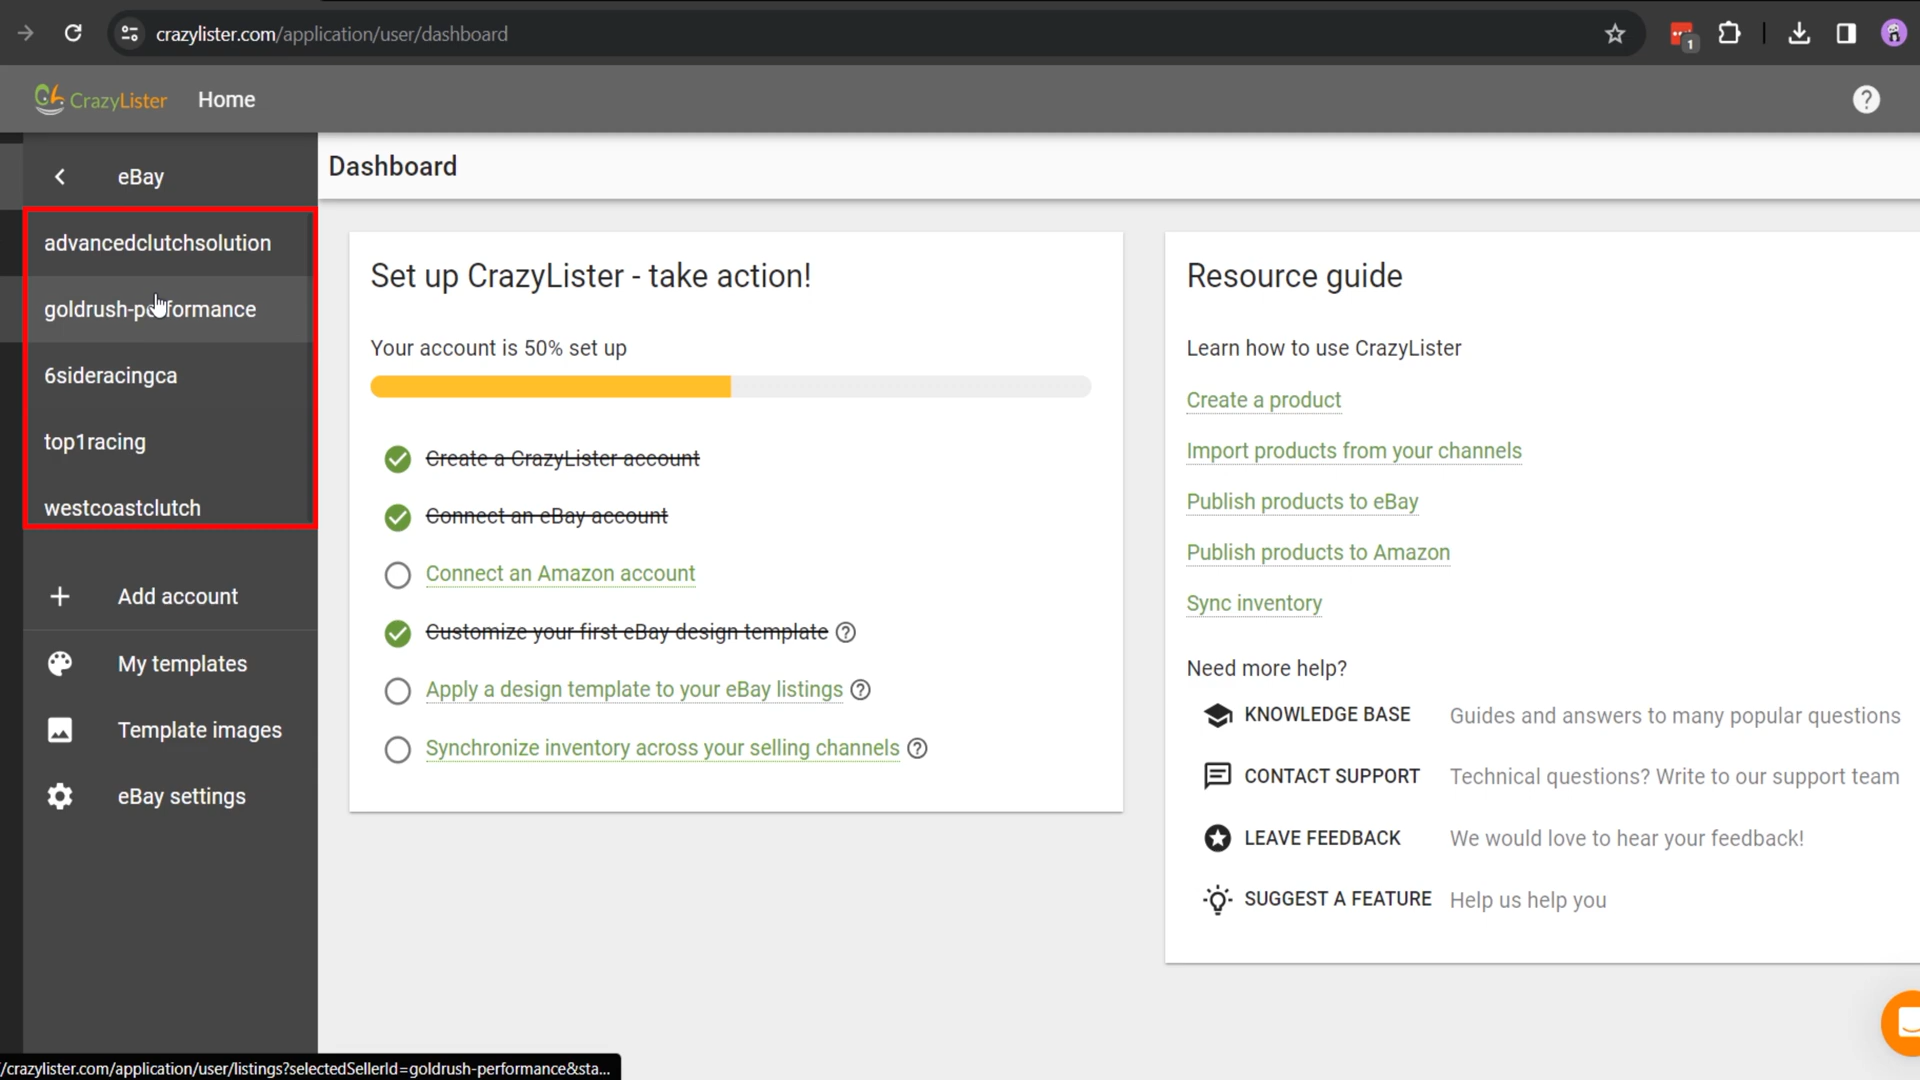 crazylister.com/application/user/dashboard
1
CrazyLister
Home
eBay
advancedclutchsolution
goldrush-performance
6sideracingca
top1racing
westcoastclutch
Add account
My templates
Template images
eBay settings
Dashboard
Set up CrazyLister - take action!
Your account is 50% set up
Create a CrazyLister account
Connect an eBay account
Connect an Amazon account
Customize your first eBay design template
Apply a design template to your eBay listings
Synchronize inventory across your selling channels
Resource guide
Learn how to use CrazyLister
Create a product
Import products from your channels
Publish products to eBay
Publish products to Amazon
Sync inventory
Need more help?
KNOWLEDGE BASE Guides and answers to many popular questions
CONTACT SUPPORT Technical questions? Write to our support team
LEAVE FEEDBACK We would love to hear your feedback!
SUGGEST A FEATURE Help us help you
/crazylister.com/application/user/listings?selectedSellerId=goldrush-performance&sta...